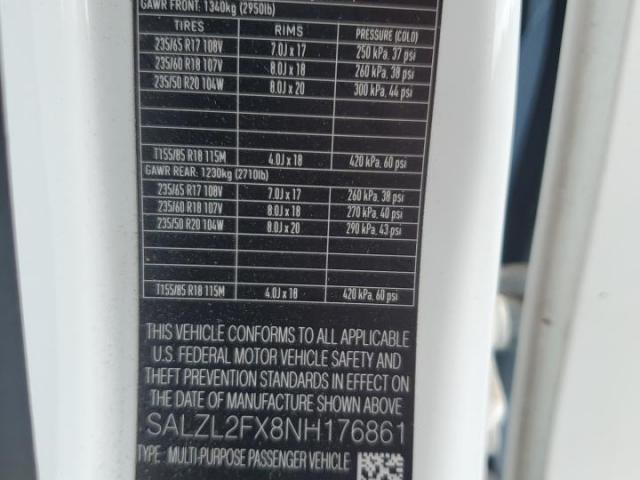 GAWR FRONT: 1340kg (2950lb)
TIRES RIMS PRESSURE (COLD)
235/65 R17 108V 7.0J x 17 250 kPa, 37 psi
235/60 R18 107V 8.0J x 18 260 kPa, 38 psi
235/50 R20 104W 8.0J x 20 300 kPa, 44 psi
T155/85 R18 115M 4.0J x 18 420 kPa, 60 psi
GAWR REAR: 1230kg (2710lb)
235/65 R17 108V 7.0J x 17 260 kPa, 38 psi
235/60 R18 107V 8.0J x 18 270 kPa, 40 psi
235/50 R20 104W 8.0J x 20 290 kPa, 43 psi
T155/85 R18 115M 4.0J x 18 420 kPa, 60 psi
THIS VEHICLE CONFORMS TO ALL APPLICABLE
U.S. FEDERAL MOTOR VEHICLE SAFETY AND
THEFT PREVENTION STANDARDS IN EFFECT ON
THE DATE OF MANUFACTURE SHOWN ABOVE
SALZL2FX8NH176861
TYPE: MULTI-PURPOSE PASSENGER VEHICLE